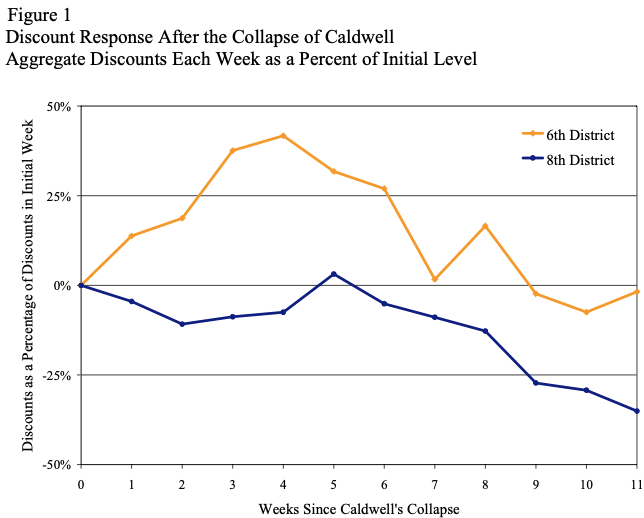 Figure 1
Discount Response After the Collapse of Caldwell
Aggregate Discounts Each Week as a Percent of Initial Level
Discounts as a Percentage of Discounts in Initial Week
50%
25%
0%
-25%
-50%
6th District
8th District
0 1 2 3 4 5 6 7 8 9 10 11
Weeks Since Caldwell's Collapse